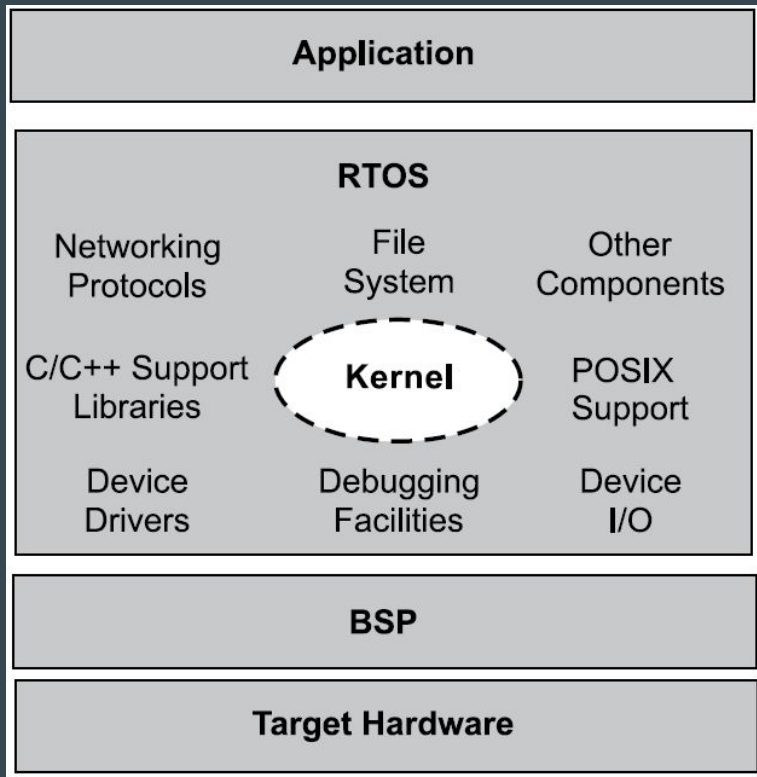 Application
RTOS
Networking
Protocols
File
System
Other
Components
C/C++ Support
Libraries
Kernel
POSIX
Support
Device
Drivers
Debugging
Facilities
Device
I/O
BSP
Target Hardware